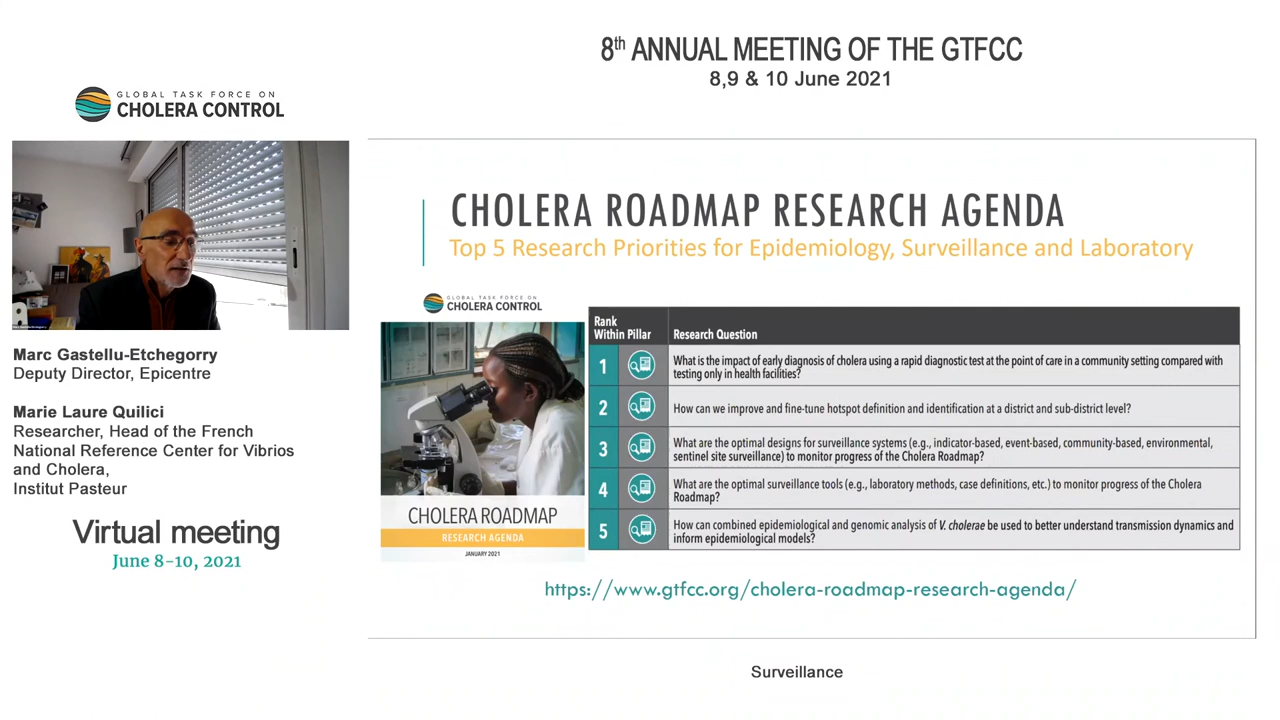 8th ANNUAL MEETING OF THE GTFCC
8,9 & 10 June 2021
GLOBAL TASK FORCE ON
CHOLERA CONTROL
Marc Gastellu-Etchegorry
Deputy Director, Epicentre
Marie Laure Quilici
Researcher, Head of the French
National Reference Center for Vibrios
and Cholera,
Institut Pasteur
Virtual meeting
June 8-10, 2021
CHOLERA ROADMAP RESEARCH AGENDA
Top 5 Research Priorities for Epidemiology, Surveillance and Laboratory
GLOBAL TASK FORCE ON
CHOLERA CONTROL
CHOLERA ROADMAP
RESEARCH AGENDA
JANUARY 2021
Rank
Within Pillar
Research Question
1
What is the impact of early diagnosis of cholera using a rapid diagnostic test at the point of care in a community setting compared with
testing only in health facilities?
2
How can we improve and fine-tune hotspot definition and identification at a district and sub-district level?
3
What are the optimal designs for surveillance systems (e.g., indicator-based, event-based, community-based, environmental,
sentinel site surveillance) to monitor progress of the Cholera Roadmap?
4
What are the optimal surveillance tools (e.g., laboratory methods, case definitions, etc.) to monitor progress of the Cholera
Roadmap?
5
How can combined epidemiological and genomic analysis of V. cholerae be used to better understand transmission dynamics and
inform epidemiological models?
https://www.gtfcc.org/cholera-roadmap-research-agenda/
Surveillance